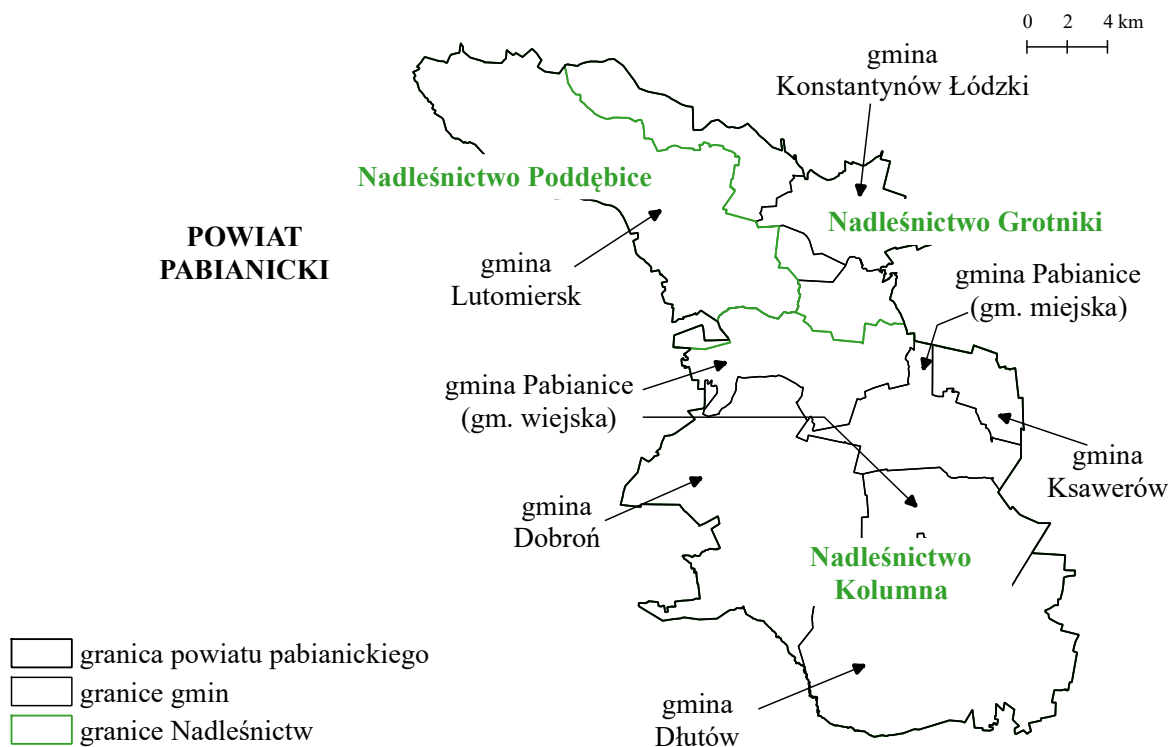 0 2 4 km
gmina
Konstantynów Łódzki
Nadleśnictwo Poddębice
Nadleśnictwo Grotniki
POWIAT
PABIANICKI
gmina
Lutomiersk
gmina Pabianice
(gm. miejska)
gmina Pabianice
(gm. wiejska)
gmina
Ksawerów
gmina
Dobroń
Nadleśnictwo
Kolumna
granica powiatu pabianickiego
granice gmin
granice Nadleśnictw
gmina
Dłutów